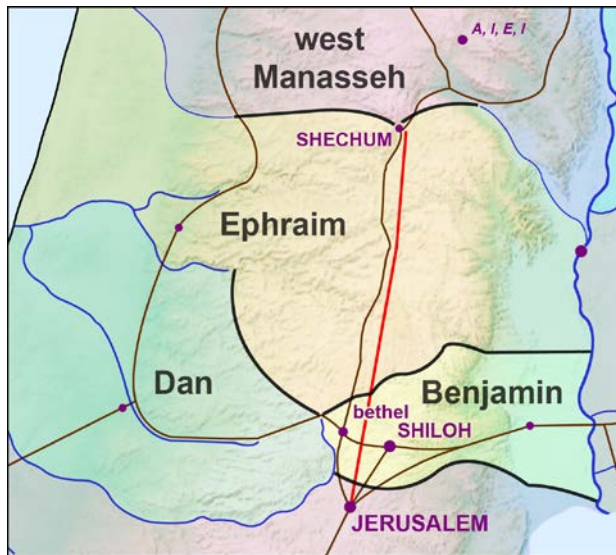 west
Manasseh
A, I, E, I
SHECHUM
Ephraim
Dan
Benjamin
bethel
SHILOH
JERUSALEM